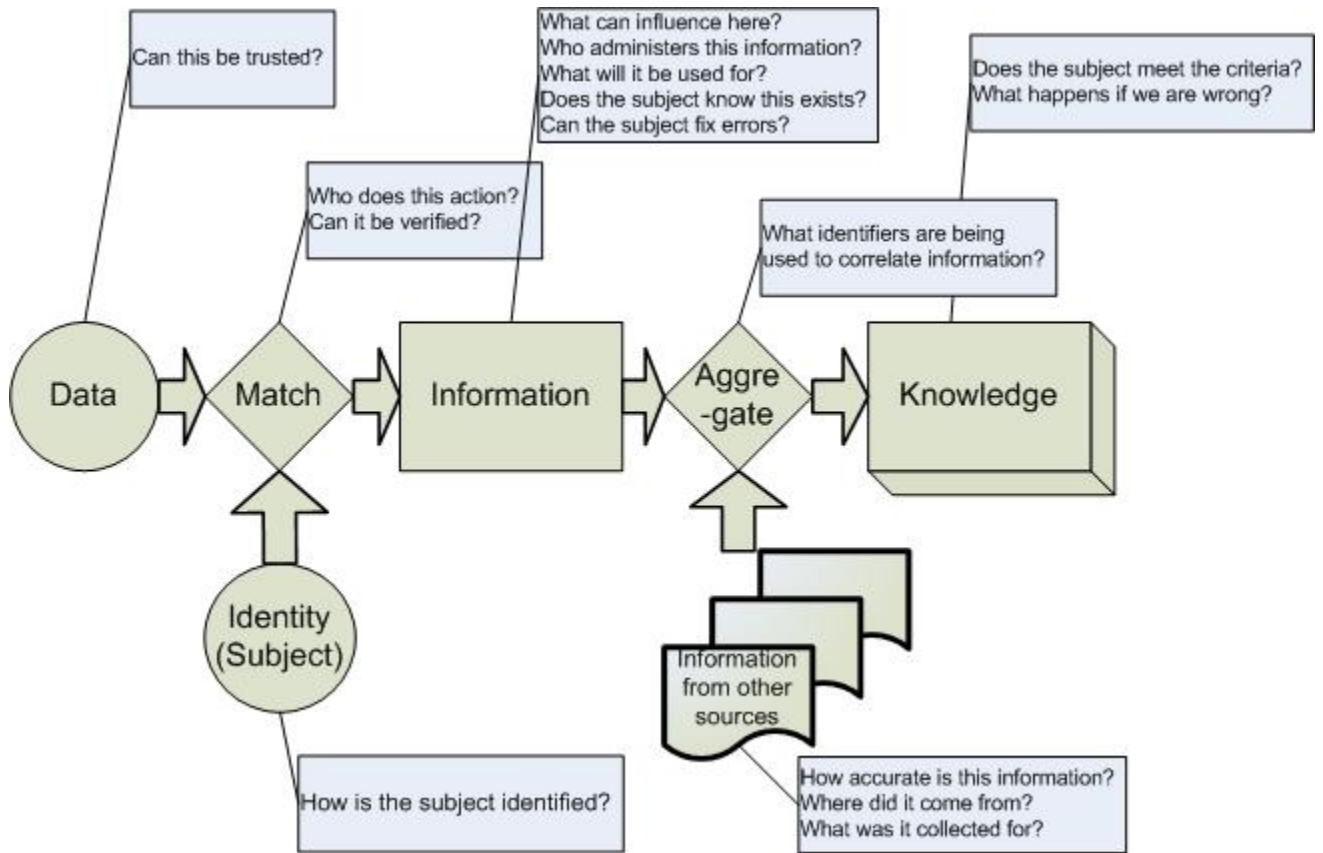 Can this be trusted?
What can influence here?
Who administers this information?
What will it be used for?
Does the subject know this exists?
Can the subject fix errors?
Does the subject meet the criteria?
What happens if we are wrong?
Who does this action?
Can it be verified?
What identifiers are being
used to correlate information?
Data
Match
Information
Aggre
-gate
Knowledge
Identity
(Subject)
Information
from other
sources
How is the subject identified?
How accurate is this information?
Where did it come from?
What was it collected for?